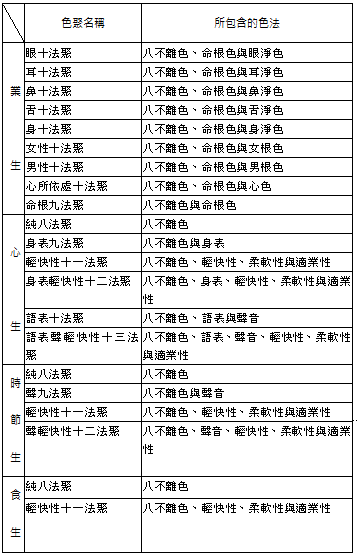 色聚名稱 所包含的色法
業生
眼十法聚 八不離色、命根色與眼淨色
耳十法聚 八不離色、命根色與耳淨色
鼻十法聚 八不離色、命根色與鼻淨色
舌十法聚 八不離色、命根色與舌淨色
身十法聚 八不離色、命根色與身淨色
女性十法聚 八不離色、命根色與女根色
男性十法聚 八不離色、命根色與男根色
心所依處十法聚 八不離色、命根色與心色
命根九法聚 八不離色與命根色
心生
純八法聚 八不離色
身表九法聚 八不離色與身表
輕快性十一法聚 八不離色、輕快性、柔軟性與適業性
身表輕快性十二法聚 八不離色、身表、輕快性、柔軟性與適業
性
語表十法聚 八不離色、語表與聲音
語表聲輕快性十三法 八不離色、語表、聲音、輕快性、柔軟性
聚 與適業性
時節生
純八法聚 八不離色
聲九法聚 八不離色與聲音
輕快性十一法聚 八不離色、輕快性、柔軟性與適業性
聲輕快性十二法聚 八不離色、聲音、輕快性、柔軟性與適業
性
食生
純八法聚 八不離色
輕快性十一法聚 八不離色、輕快性、柔軟性與適業性